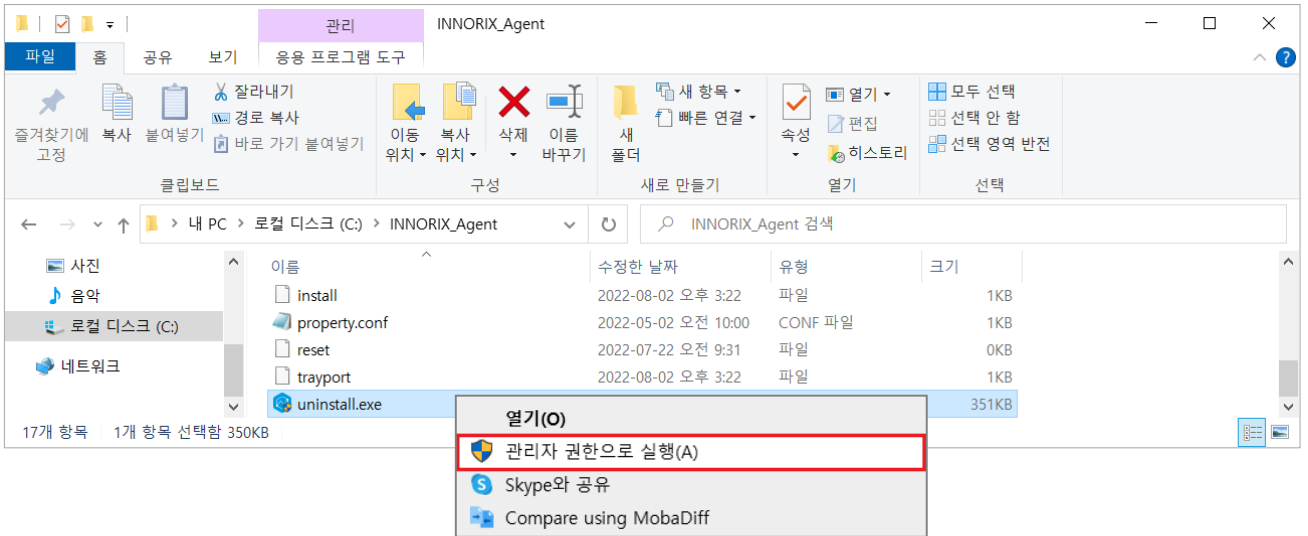 관리
INNORIX_Agent
파일
홈
공유
보기
응용 프로그램 도구
즐겨찾기에
고정
복사
붙여넣기
잘라내기
경로 복사
바로 가기 붙여넣기
이동
위치
복사
위치
삭제
이름
바꾸기
새
폴더
새 항목
빠른 연결
속성
열기
편집
히스토리
모두 선택
선택 안 함
선택 영역 반전
클립보드
구성
새로 만들기
열기
선택
내 PC > 로컬 디스크 (C:) > INNORIX_Agent
INNORIX_Agent 검색
사진
음악
로컬 디스크 (C:)
네트워크
이름 수정한 날짜 유형 크기
install 2022-08-02 오후 3:22 파일 1KB
property.conf 2022-05-02 오전 10:00 CONF 파일 1KB
reset 2022-07-22 오전 9:31 파일 0KB
trayport 2022-08-02 오후 3:22 파일 1KB
uninstall.exe 351KB
열기(O)
관리자 권한으로 실행(A)
Skype와 공유
Compare using MobaDiff
17개 항목 1개 항목 선택함 350KB